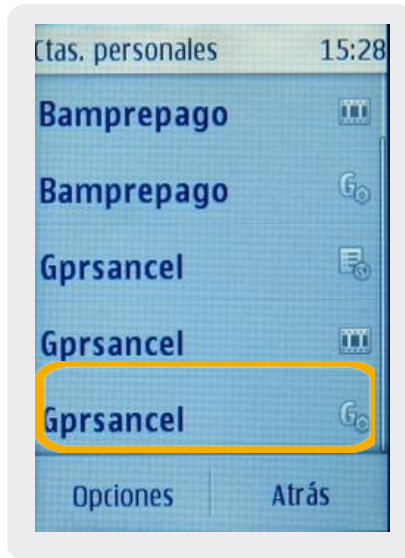 Ctas. personales 15:28
Bamprepago
Bamprepago
Gprsancel
Gprsancel
Gprsancel
Opciones Atrás